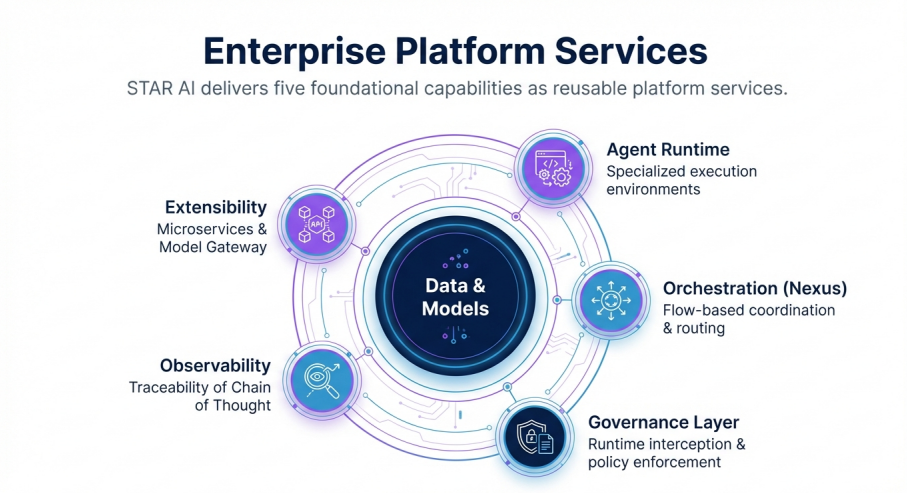 Enterprise Platform Services
STAR AI delivers five foundational capabilities as reusable platform services.
Agent Runtime
Specialized execution
environments
Extensibility
Microservices &
Model Gateway
API
Data &
Models
Orchestration (Nexus)
Flow-based coordination
& routing
Observability
Traceability of Chain
of Thought
Governance Layer
Runtime interception &
policy enforcement